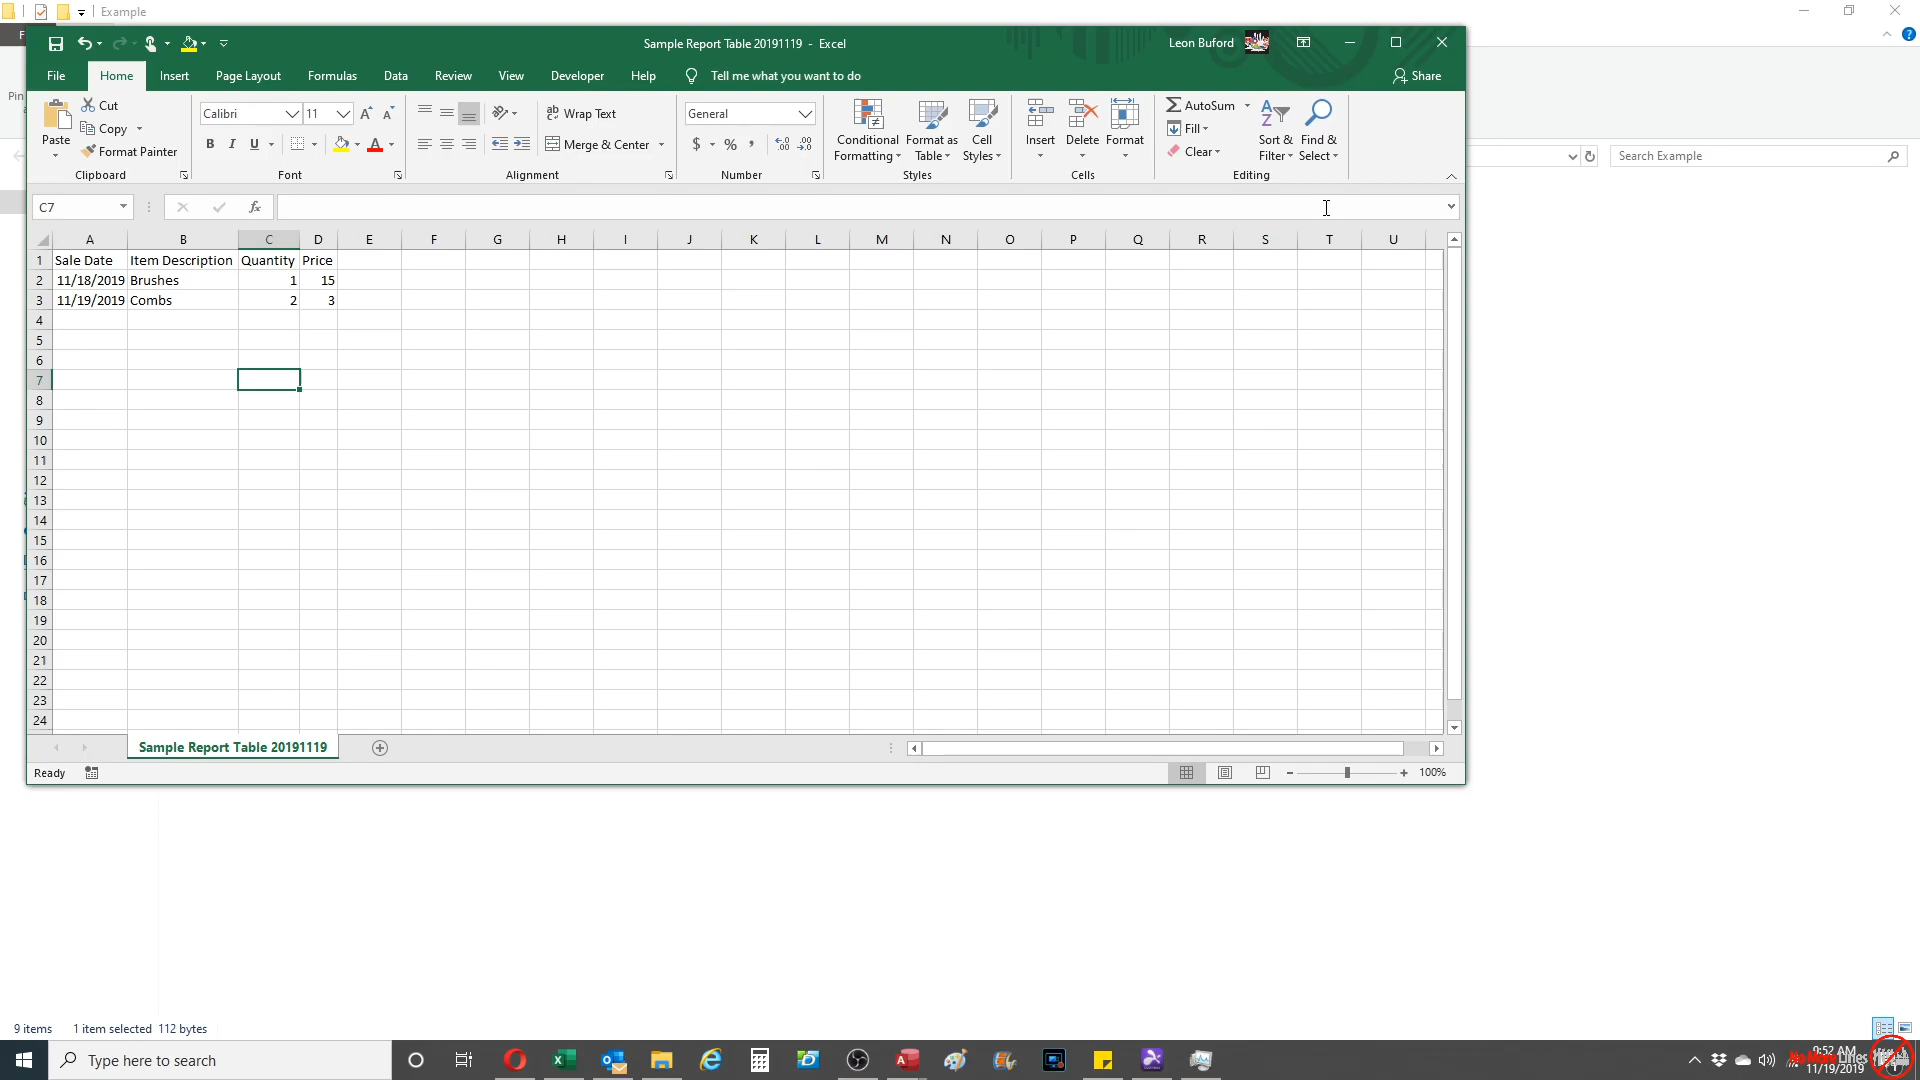 Example
Sample Report Table 20191119 - Excel
Leon Buford
File Home Insert Page Layout Formulas Data Review View Developer Help Tell me what you want to do Share
Pin
Paste
Cut
Copy
Format Painter
Clipboard
Calibri 11
B I U A
Font
Wrap Text
Merge & Center
Alignment
General
$ % ,
Number
Conditional Formatting
Format as Table
Cell Styles
Styles
Insert Delete Format
Cells
AutoSum
Fill
Clear
Sort & Filter
Find & Select
Editing
Search Example
C7
fx
A B C D E F G H I J K L M N O P Q R S T U
1 Sale Date Item Description Quantity Price
2 11/18/2019 Brushes 1 15
3 11/19/2019 Combs 2 3
4
5
6
7
8
9
10
11
12
13
14
15
16
17
18
19
20
21
22
23
24
Sample Report Table 20191119
Ready
100%
9 items 1 item selected 112 bytes
Type here to search
9:52 AM
No More Lines
11/19/2019